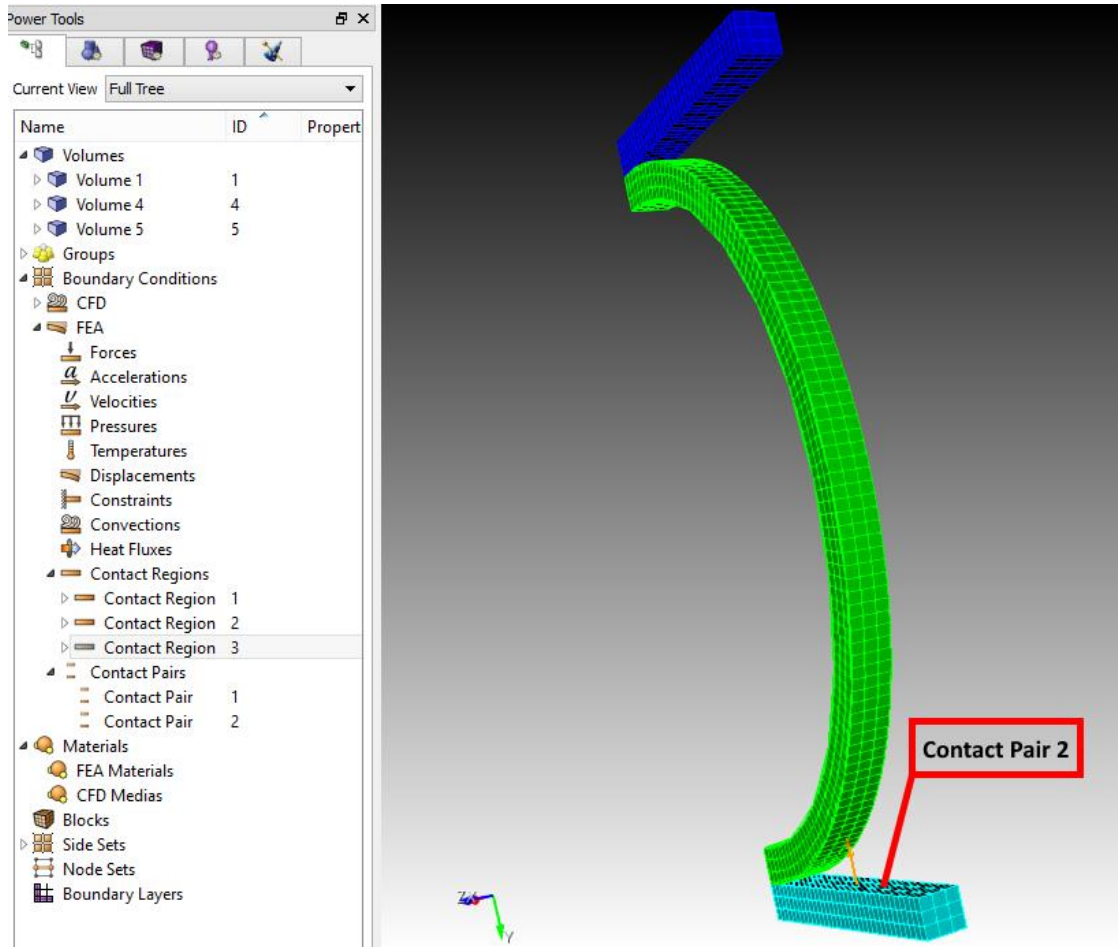 Power Tools
Current View Full Tree
Name ID Propert
Volumes
Volume 1 1
Volume 4 4
Volume 5 5
Groups
Boundary Conditions
CFD
FEA
Forces
Accelerations
Velocities
Pressures
Temperatures
Displacements
Constraints
Convections
Heat Fluxes
Contact Regions
Contact Region 1
Contact Region 2
Contact Region 3
Contact Pairs
Contact Pair 1
Contact Pair 2
Materials
FEA Materials
CFD Medias
Blocks
Side Sets
Node Sets
Boundary Layers
Contact Pair 2
Y